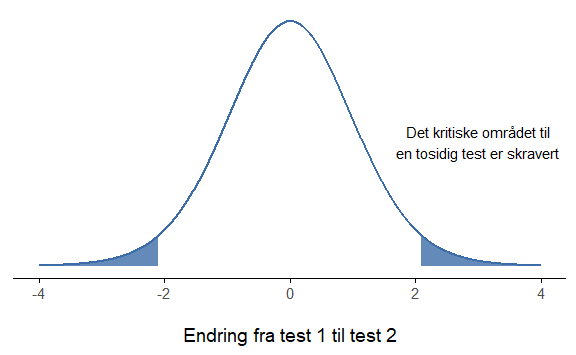 Det kritiske området til
en tosidig test er skravert
-4 -2 0 2 4
Endring fra test 1 til test 2